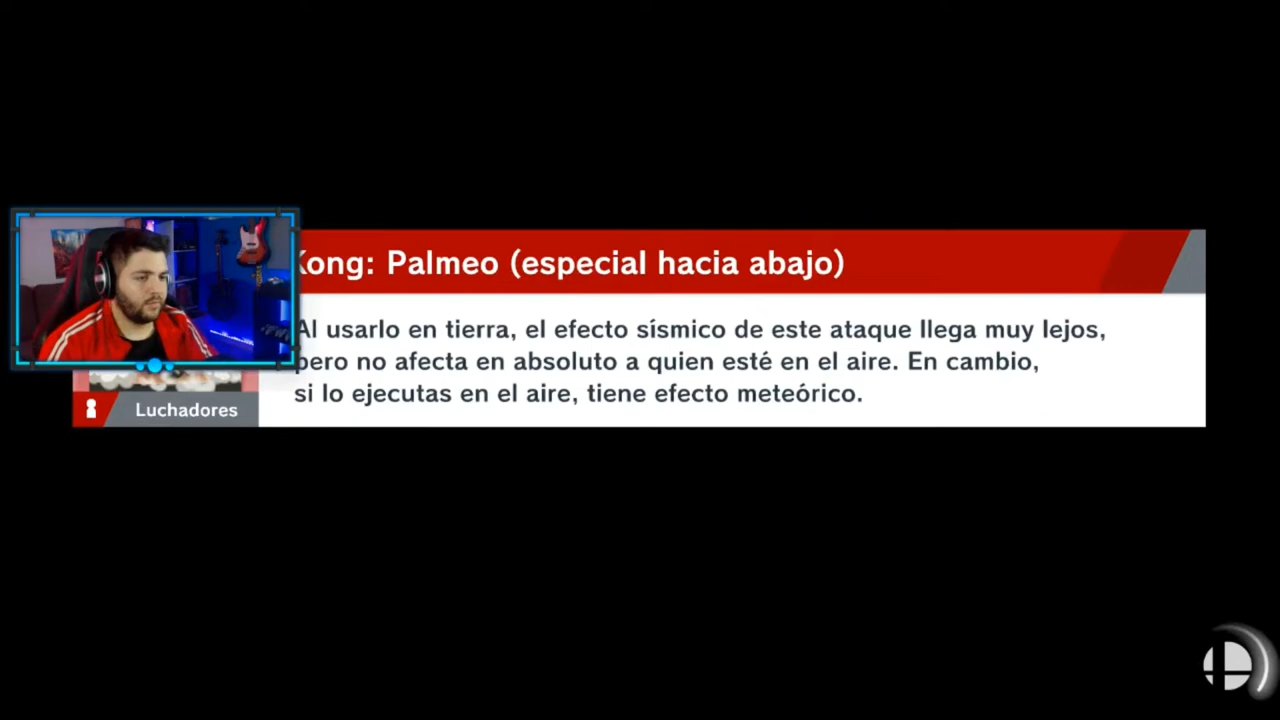 Kong: Palmeo (especial hacia abajo)
Al usarlo en tierra, el efecto sísmico de este ataque llega muy lejos,
pero no afecta en absoluto a quien esté en el aire. En cambio,
si lo ejecutas en el aire, tiene efecto meteórico.
Luchadores